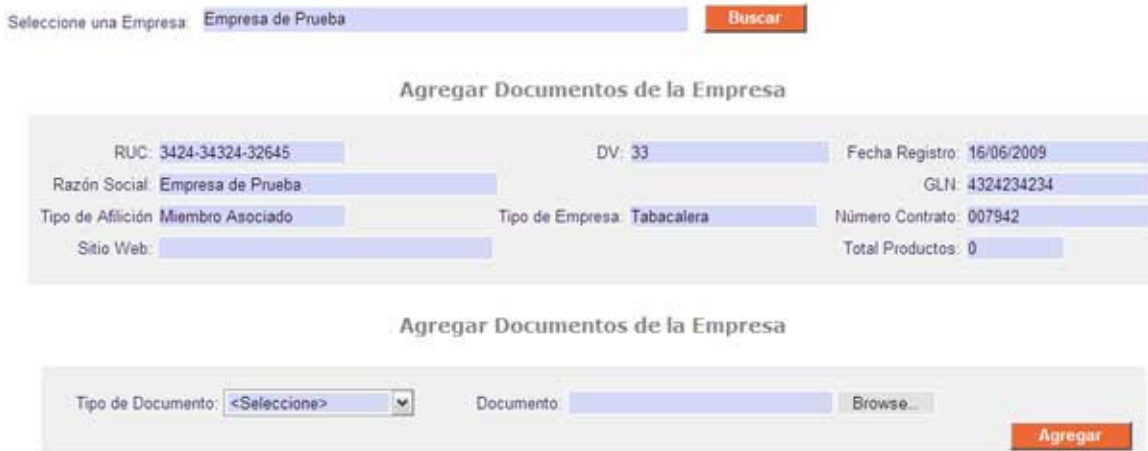 Seleccione una Empresa: Empresa de Prueba Buscar
Agregar Documentos de la Empresa
RUC: 3424-34324-32645 DV: 33 Fecha Registro: 16/06/2009
Razón Social: Empresa de Prueba GLN: 4324234234
Tipo de Afilición Miembro Asociado Tipo de Empresa: Tabacalera Número Contrato: 007942
Sitio Web: Total Productos: 0
Agregar Documentos de la Empresa
Tipo de Documento: <Seleccione> Documento: Browse...
Agregar